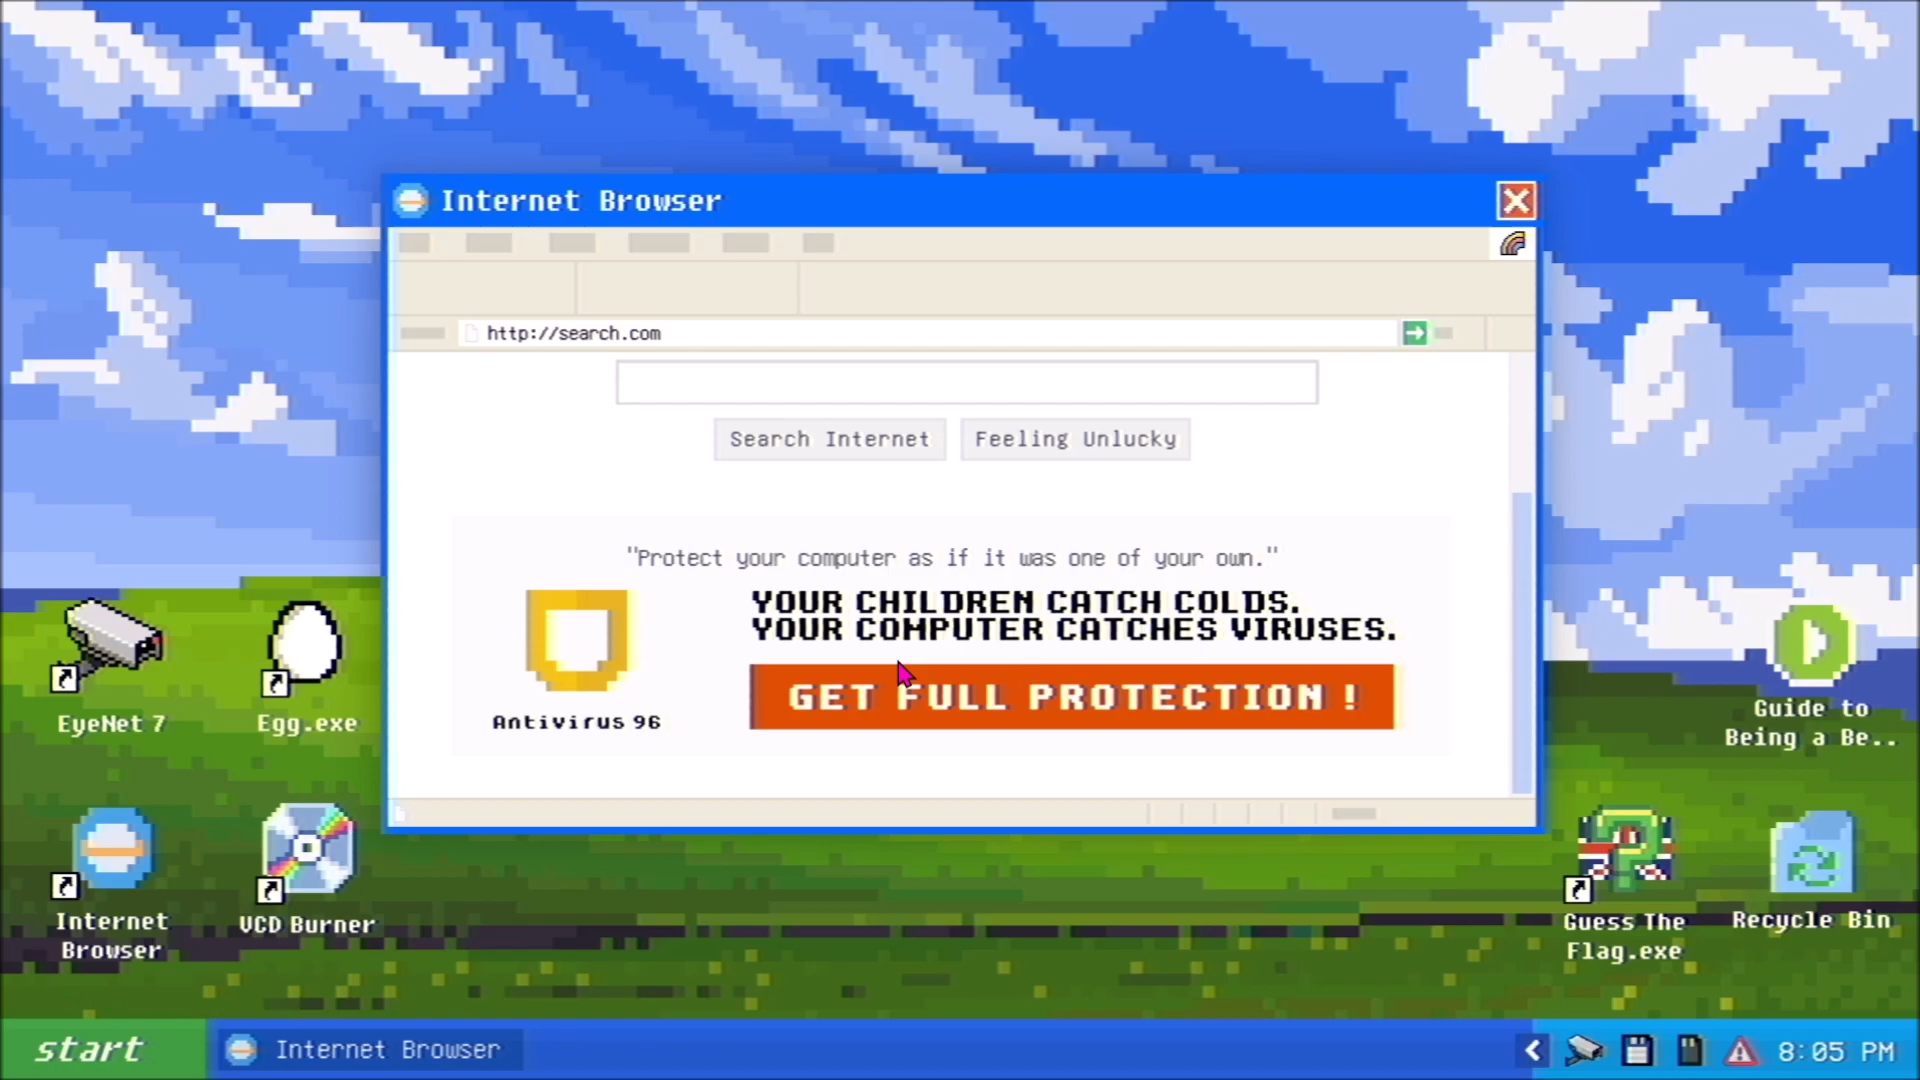 Internet Browser
http://search.com
Search Internet
Feeling Unlucky
"Protect your computer as if it was one of your own."
YOUR CHILDREN CATCH COLDS.
YOUR COMPUTER CATCHES VIRUSES.
GET FULL PROTECTION !
Antivirus 96
EyeNet 7
Egg.exe
Guide to
Being a Be..
Internet
Browser
VCD Burner
Guess The
Flag.exe
Recycle Bin
start
Internet Browser
8:05 PM